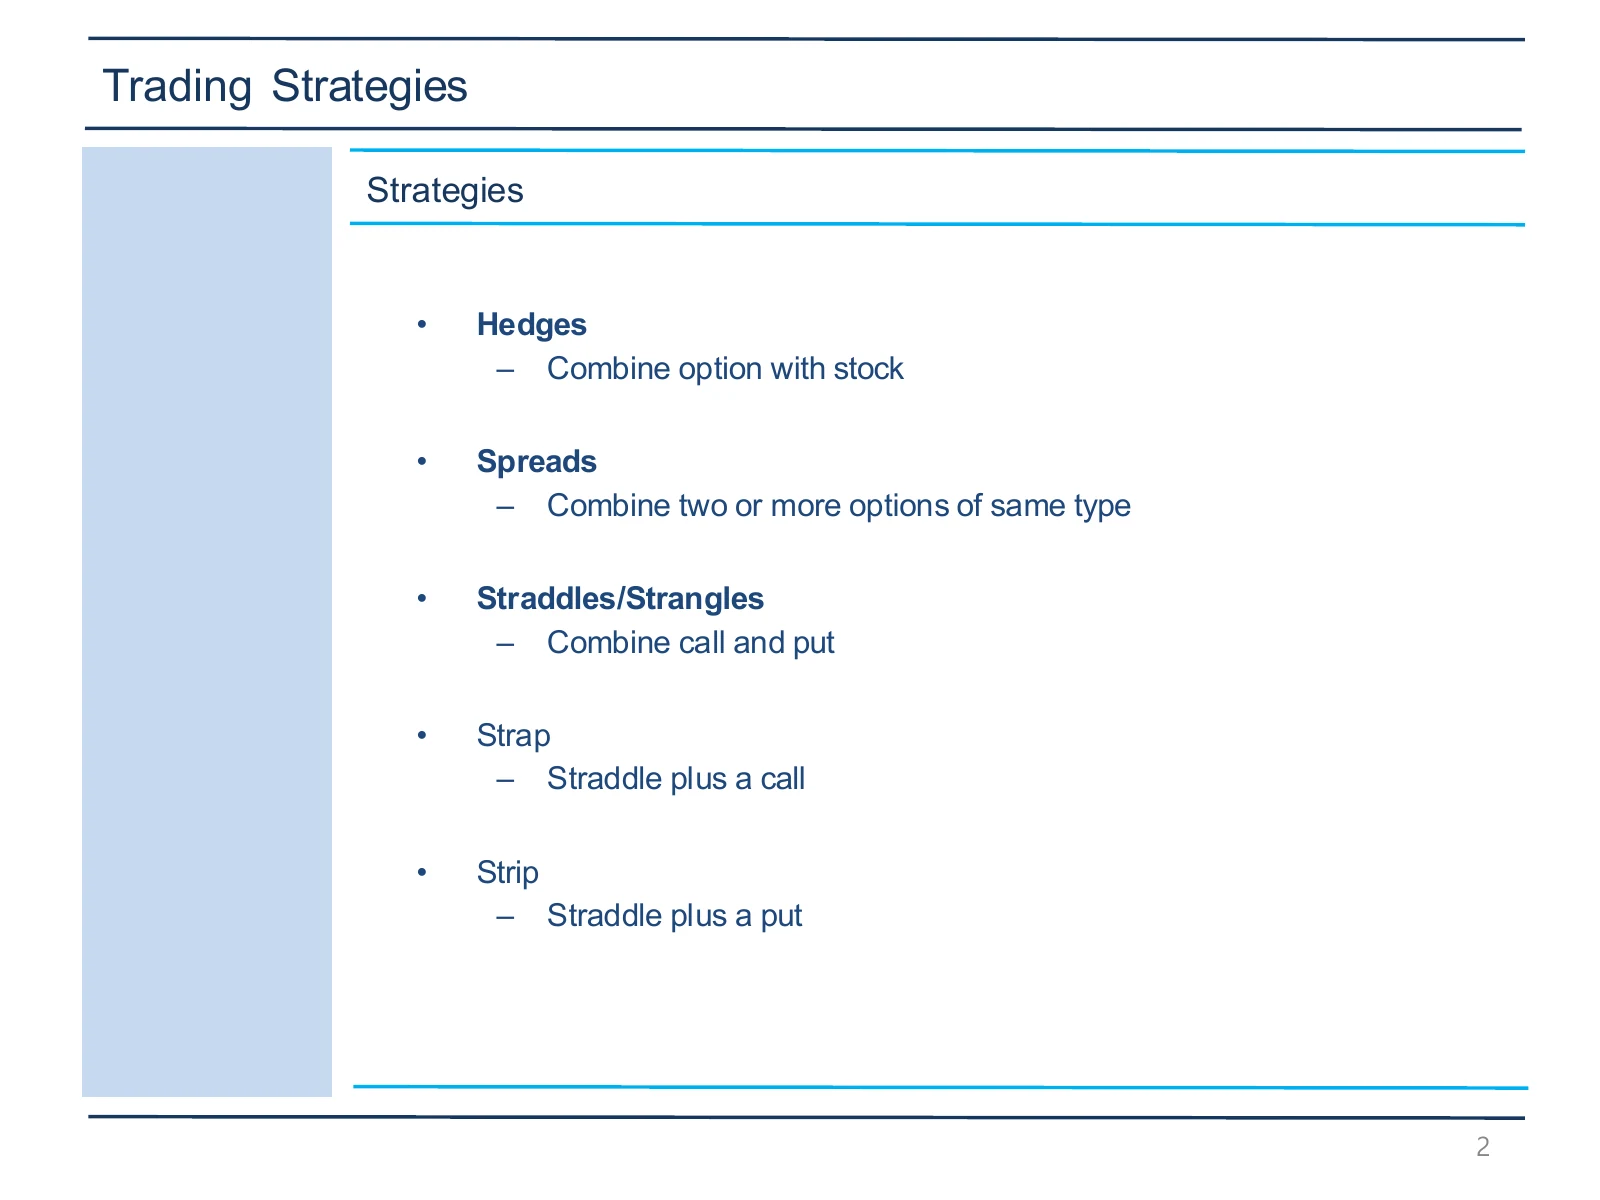 Trading Strategies
Strategies
• Hedges
– Combine option with stock
• Spreads
– Combine two or more options of same type
• Straddles/Strangles
– Combine call and put
• Strap
– Straddle plus a call
• Strip
– Straddle plus a put
2